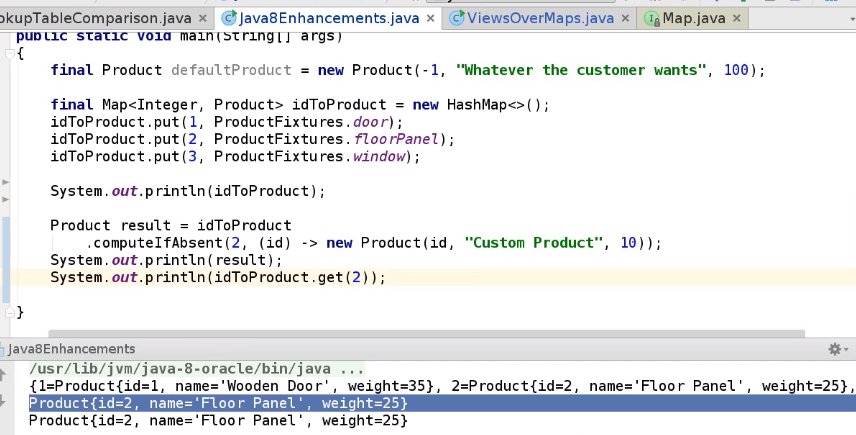 okupTableComparison.java × Java8Enhancements.java × ViewsOverMaps.java × Map.java ×
public static void main(String[] args)
{
final Product defaultProduct = new Product(-1, "Whatever the customer wants", 100);
final Map<Integer, Product> idToProduct = new HashMap<>();
idToProduct.put(1, ProductFixtures.door);
idToProduct.put(2, ProductFixtures.floorPanel);
idToProduct.put(3, ProductFixtures.window);
System.out.println(idToProduct);
Product result = idToProduct
.computeIfAbsent(2, (id) -> new Product(id, "Custom Product", 10));
System.out.println(result);
System.out.println(idToProduct.get(2));
}
Java8Enhancements
/usr/lib/jvm/java-8-oracle/bin/java ...
{1=Product{id=1, name='Wooden Door', weight=35}, 2=Product{id=2, name='Floor Panel', weight=25},
Product{id=2, name='Floor Panel', weight=25}
Product{id=2, name='Floor Panel', weight=25}